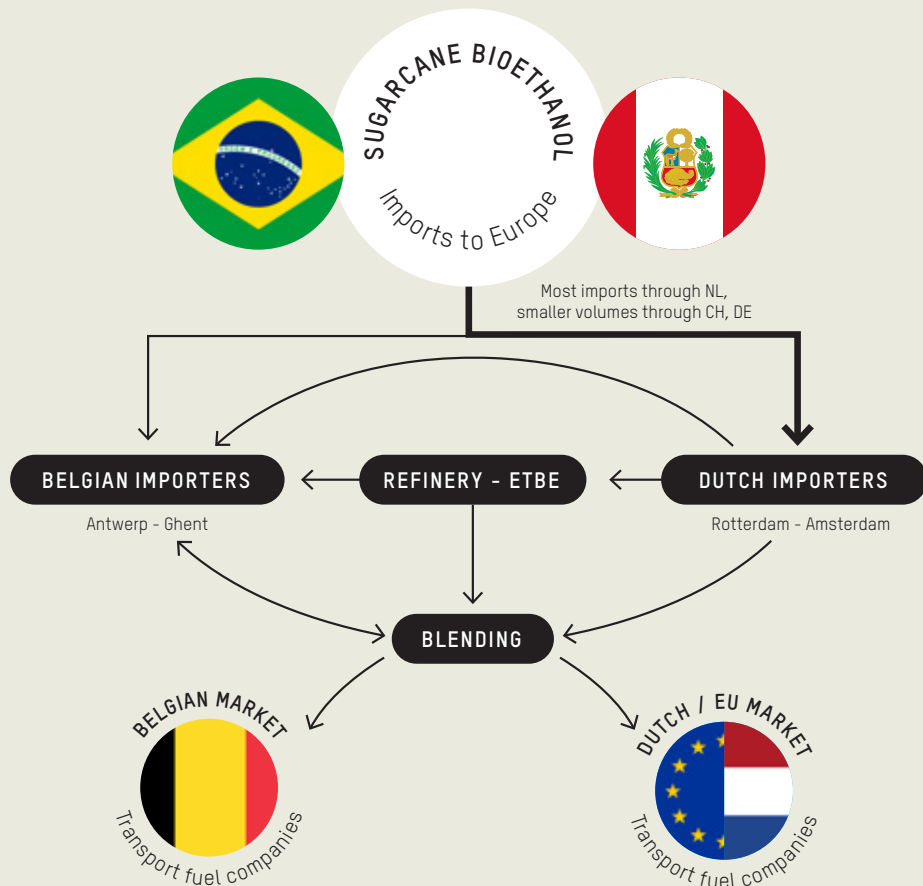 SUGARCANE BIOETHANOL
Imports to Europe
Most imports through NL,
smaller volumes through CH, DE
BELGIAN IMPORTERS
REFINERY - ETBE
DUTCH IMPORTERS
Antwerp - Ghent
Rotterdam - Amsterdam
BLENDING
BELGIAN MARKET
Transport fuel companies
DUTCH / EU MARKET
Transport fuel companies